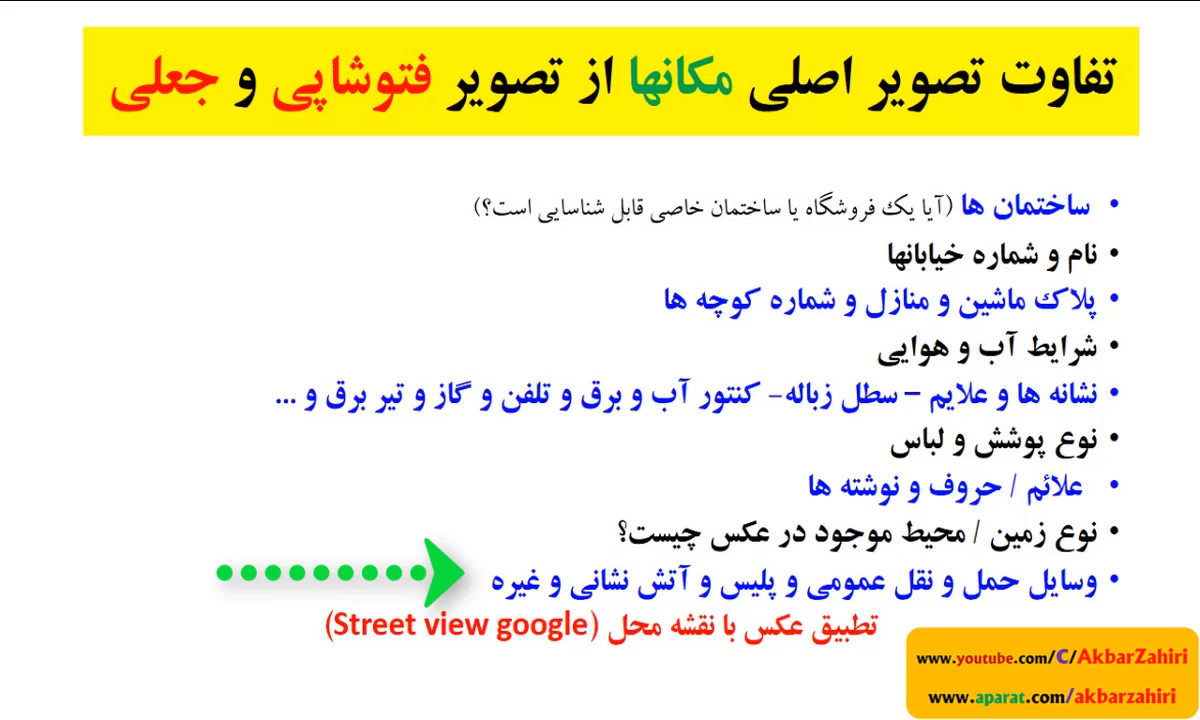 تفاوت تصویر اصلی مکانها از تصویر فتوشاپی و جعلی
• ساختمان ها (آیا یک فروشگاه یا ساختمان خاصی قابل شناسایی است؟)
• نام و شماره خیابانها
• پلاک ماشین و منازل و شماره کوچه ها
• شرایط آب و هوایی
• نشانه ها و علایم – سطل زباله- کنتور آب و برق و تلفن و گاز و تیر برق و ...
• نوع پوشش و لباس
• علائم / حروف و نوشته ها
• نوع زمین / محیط موجود در عکس چیست؟
• وسایل حمل و نقل عمومی و پلیس و آتش نشانی و غیره
تطبیق عکس با نقشه محل (Street view google)
www.youtube.com/C/AkbarZahiri
www.aparat.com/akbarzahiri